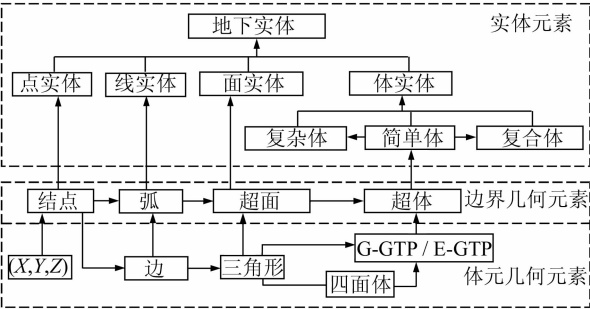 地下实体
实体元素
点实体
线实体
面实体
体实体
复杂体
简单体
复合体
结点
弧
超面
超体
边界几何元素
(X,Y,Z)
边
三角形
G-GTP / E-GTP
四面体
体元几何元素